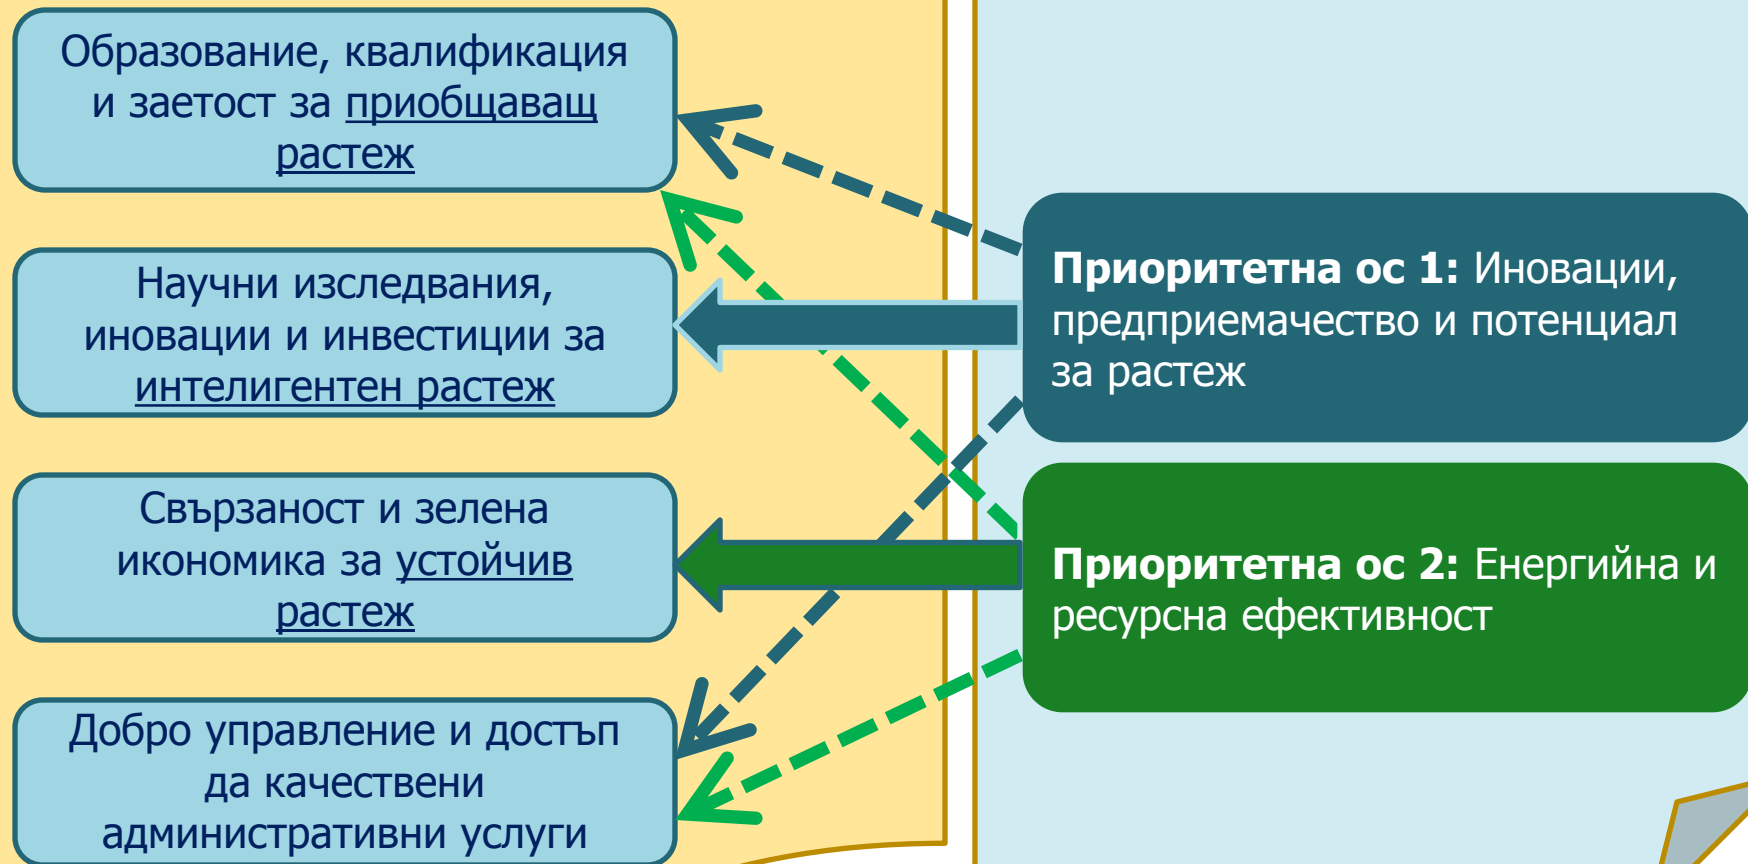 Образование, квалификация
и заетост за приобщаващ
растеж
Научни изследвания,
иновации и инвестиции за
интелигентен растеж
Свързаност и зелена
икономика за устойчив
растеж
Добро управление и достъп
да качествени
административни услуги
Приоритетна ос 1: Иновации,
предприемачество и потенциал
за растеж
Приоритетна ос 2: Енергийна и
ресурсна ефективност